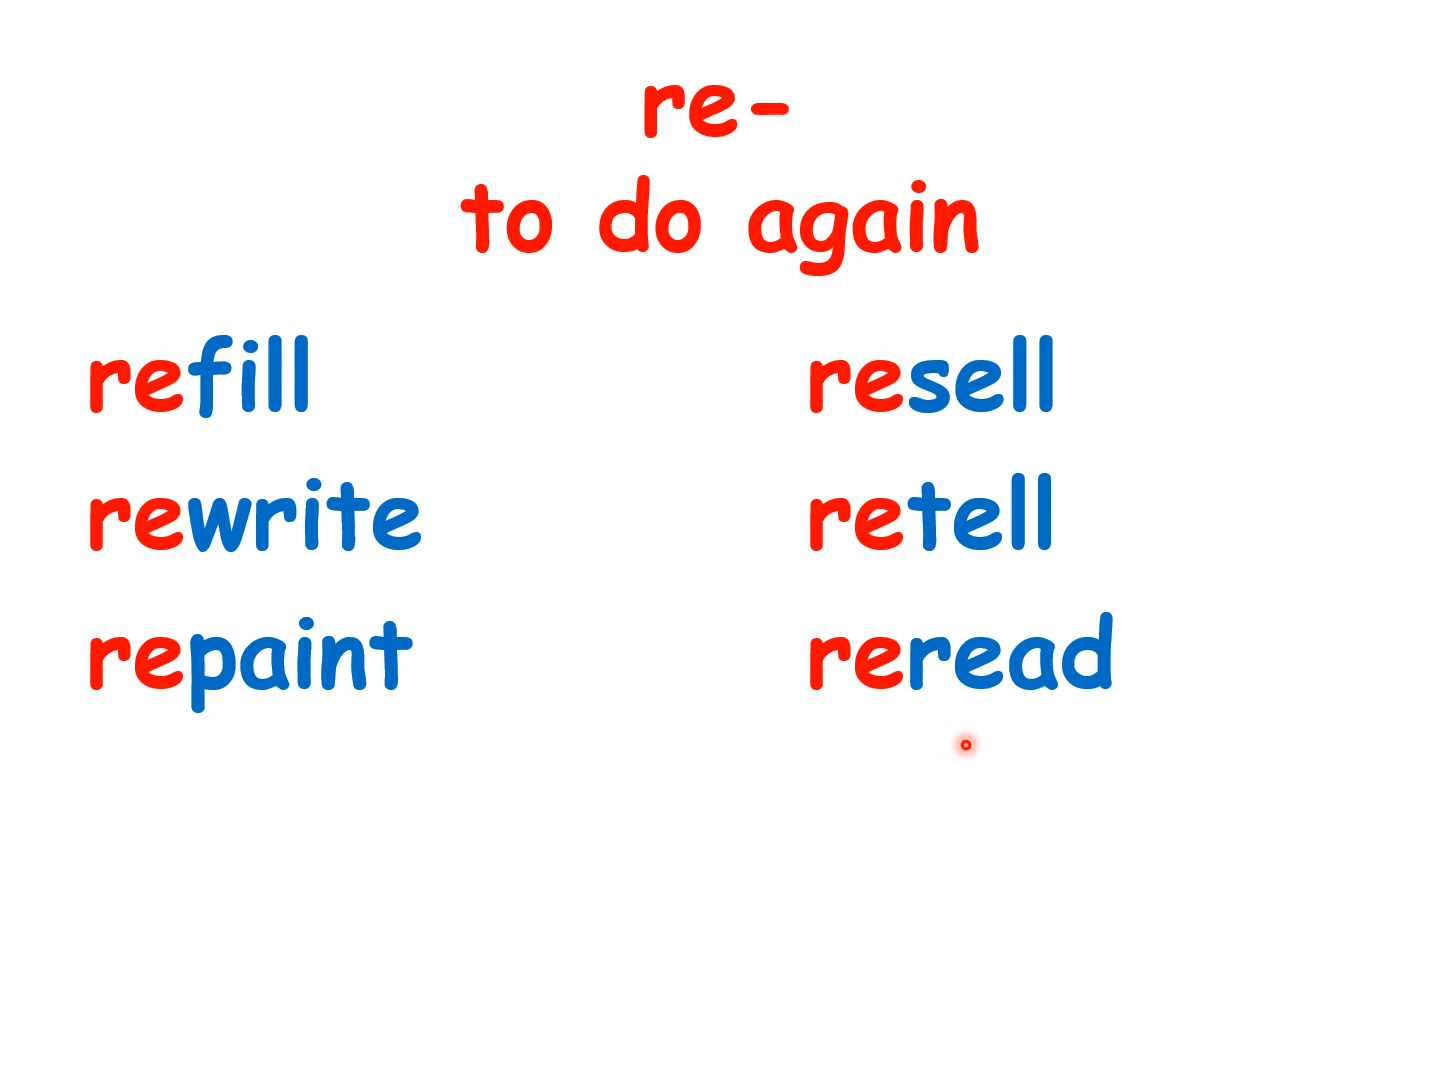 re-
to do again
refill
resell
rewrite
retell
repaint
reread